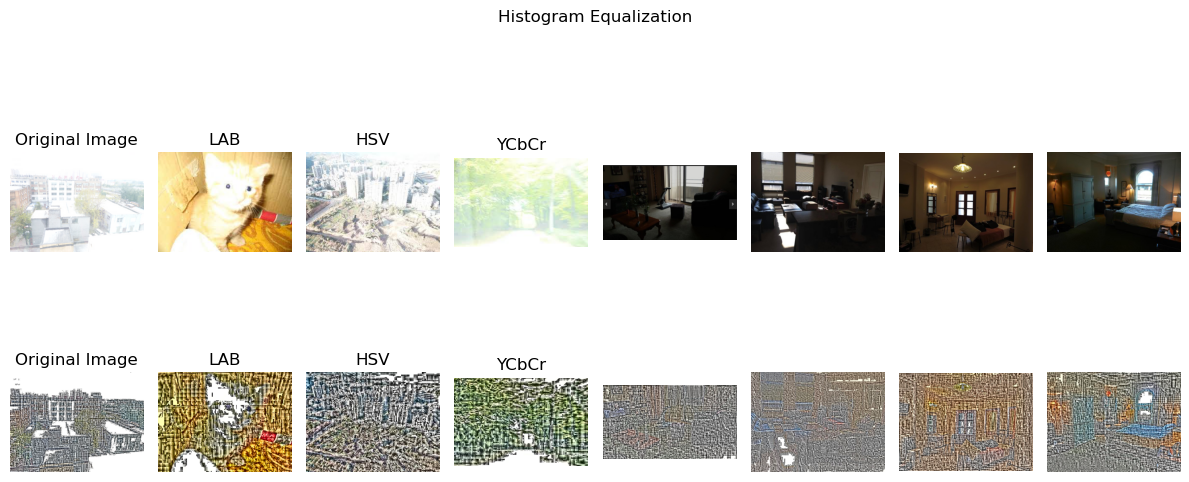 Histogram Equalization
Original Image
LAB
HSV
YCbCr
Original Image
LAB
HSV
YCbCr